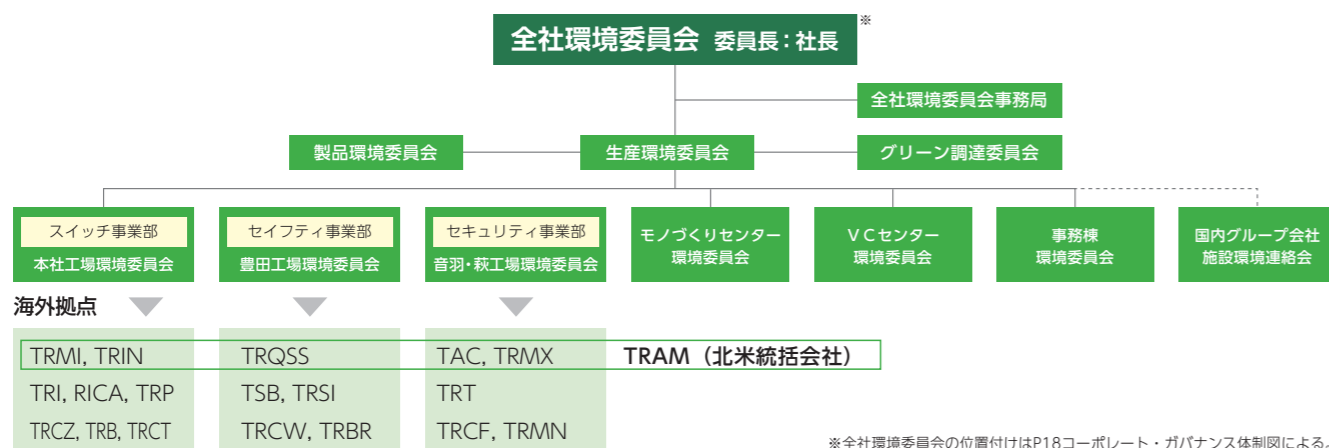 全社環境委員会 委員長：社長 ※
全社環境委員会事務局
製品環境委員会
生産環境委員会
グリーン調達委員会
スイッチ事業部
本社工場環境委員会
セイフティ事業部
豊田工場環境委員会
セキュリティ事業部
音羽・萩工場環境委員会
モノづくりセンター
環境委員会
VCセンター
環境委員会
事務棟
環境委員会
国内グループ会社
施設環境連絡会
海外拠点
TRMI, TRIN
TRQSS
TAC, TRMX
TRAM（北米統括会社）
TRI, RICA, TRP
TSB, TRSI
TRT
TRCZ, TRB, TRCT
TRCW, TRBR
TRCF, TRMN
※全社環境委員会の位置付けはP18コーポレート・ガバナンス体制図による。